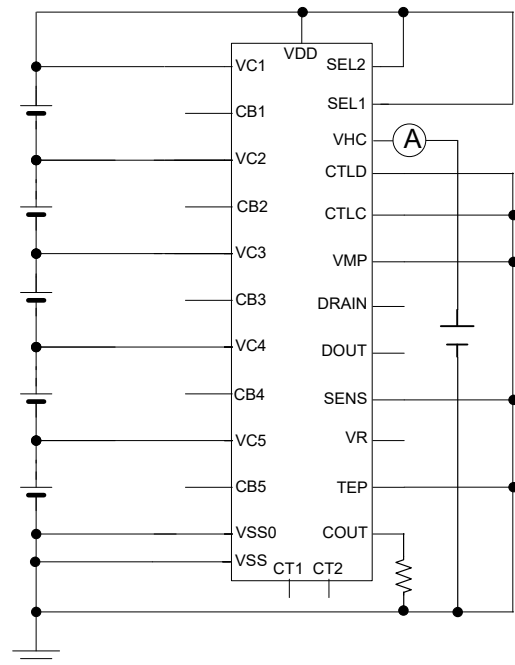 VDD
VC1
SEL2
SEL1
CB1
VHC
A
VC2
CTLD
CB2
CTLC
VC3
VMP
CB3
DRAIN
VC4
DOUT
CB4
SENS
VC5
VR
CB5
TEP
VSS0
COUT
VSS
CT1 CT2